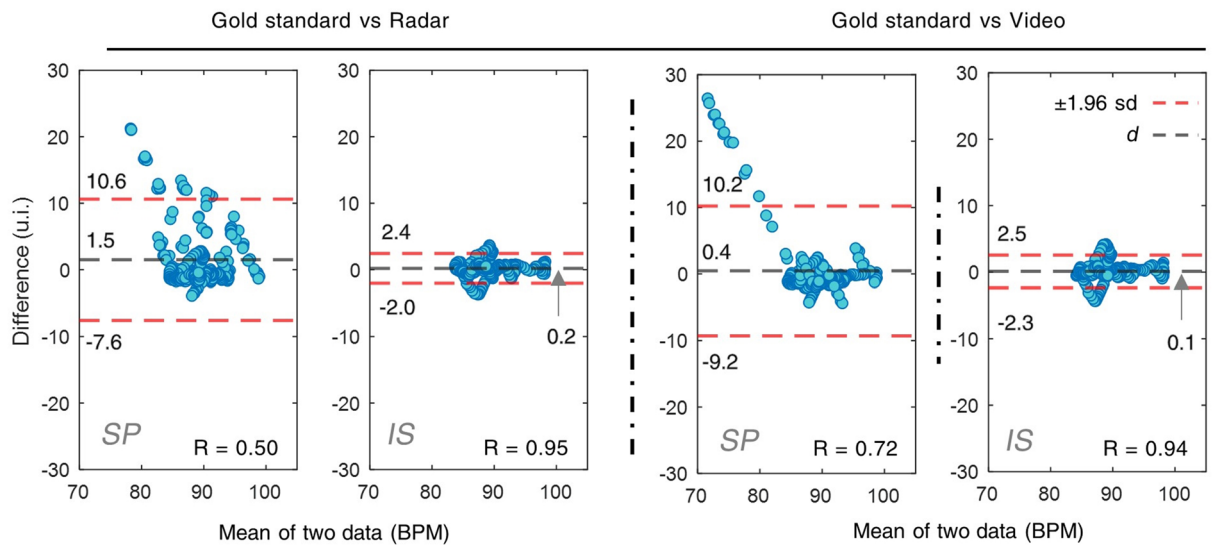 Gold standard vs Radar
Gold standard vs Video
Difference (u.i.)
30
20
10
0
-10
-20
-30
10.6
1.5
-7.6
SP
R = 0.50
70 80 90 100
30
20
10
0
-10
-20
-30
2.4
-2.0
0.2
IS
R = 0.95
70 80 90 100
Mean of two data (BPM)
30
20
10
0
-10
-20
-30
10.2
0.4
-9.2
SP
R = 0.72
70 80 90 100
30
20
10
0
-10
-20
-30
±1.96 sd
d
2.5
-2.3
0.1
IS
R = 0.94
70 80 90 100
Mean of two data (BPM)